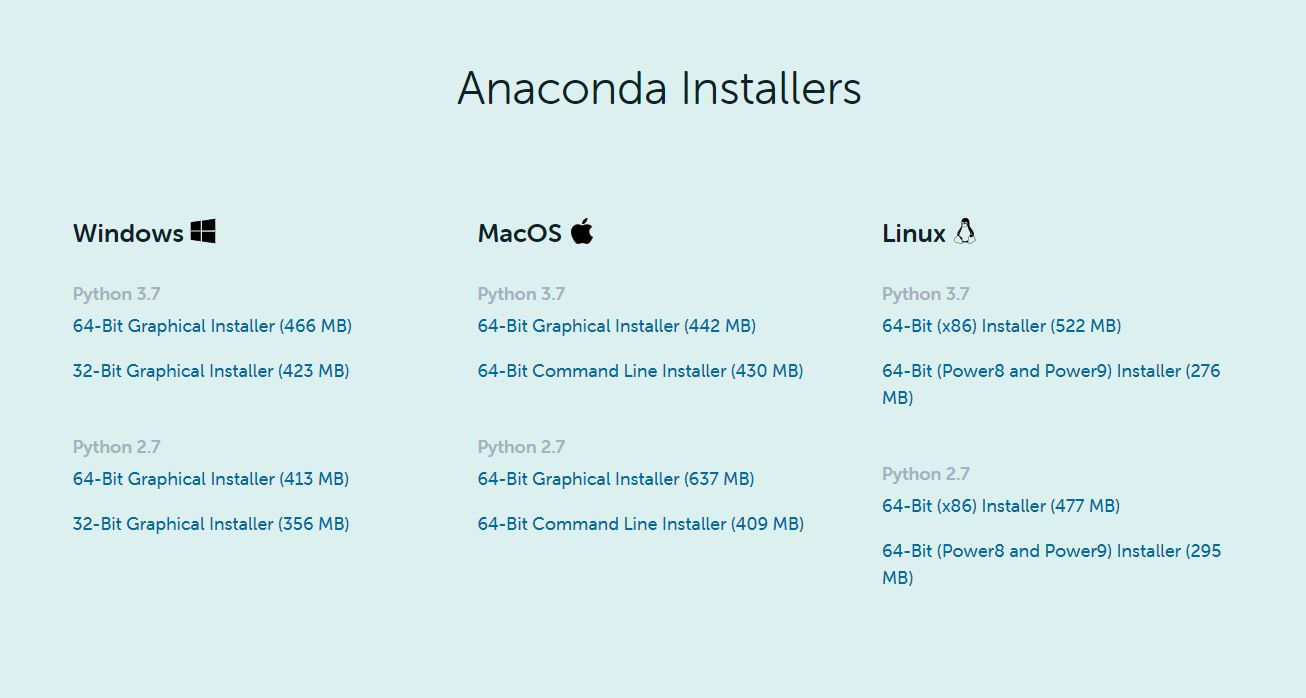 Anaconda Installers
Windows
Python 3.7
64-Bit Graphical Installer (466 MB)
32-Bit Graphical Installer (423 MB)
Python 2.7
64-Bit Graphical Installer (413 MB)
32-Bit Graphical Installer (356 MB)
MacOS
Python 3.7
64-Bit Graphical Installer (442 MB)
64-Bit Command Line Installer (430 MB)
Python 2.7
64-Bit Graphical Installer (637 MB)
64-Bit Command Line Installer (409 MB)
Linux
Python 3.7
64-Bit (x86) Installer (522 MB)
64-Bit (Power8 and Power9) Installer (276
MB)
Python 2.7
64-Bit (x86) Installer (477 MB)
64-Bit (Power8 and Power9) Installer (295
MB)